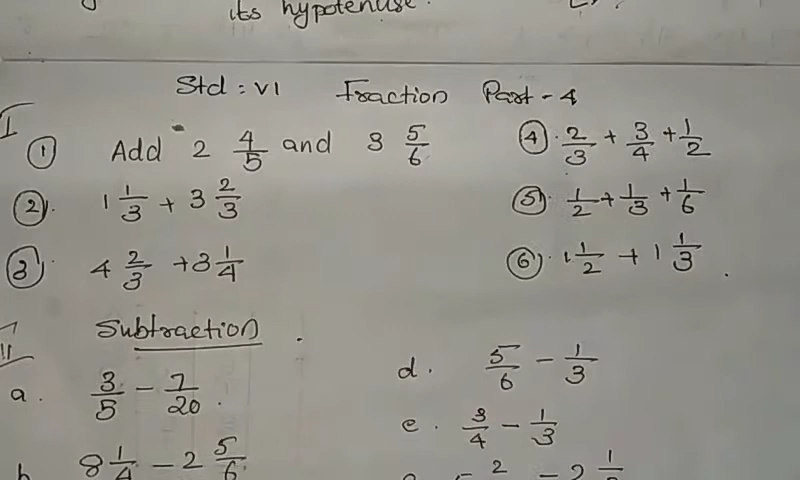 its hypotenuse.
Std : VI Fraction Part - 4
I
① Add 2 4/5 and 3 5/6
②. 1 1/3 + 3 2/3
③. 4 2/3 + 3 1/4
④. 2/3 + 3/4 + 1/2
⑤. 1/2 + 1/3 + 1/6
⑥. 1 1/2 + 1 1/3.
II
Subtraction.
a. 3/5 - 7/20.
b 8 1/4 - 2 5/6
d. 5/6 - 1/3
e. 3/4 - 1/3